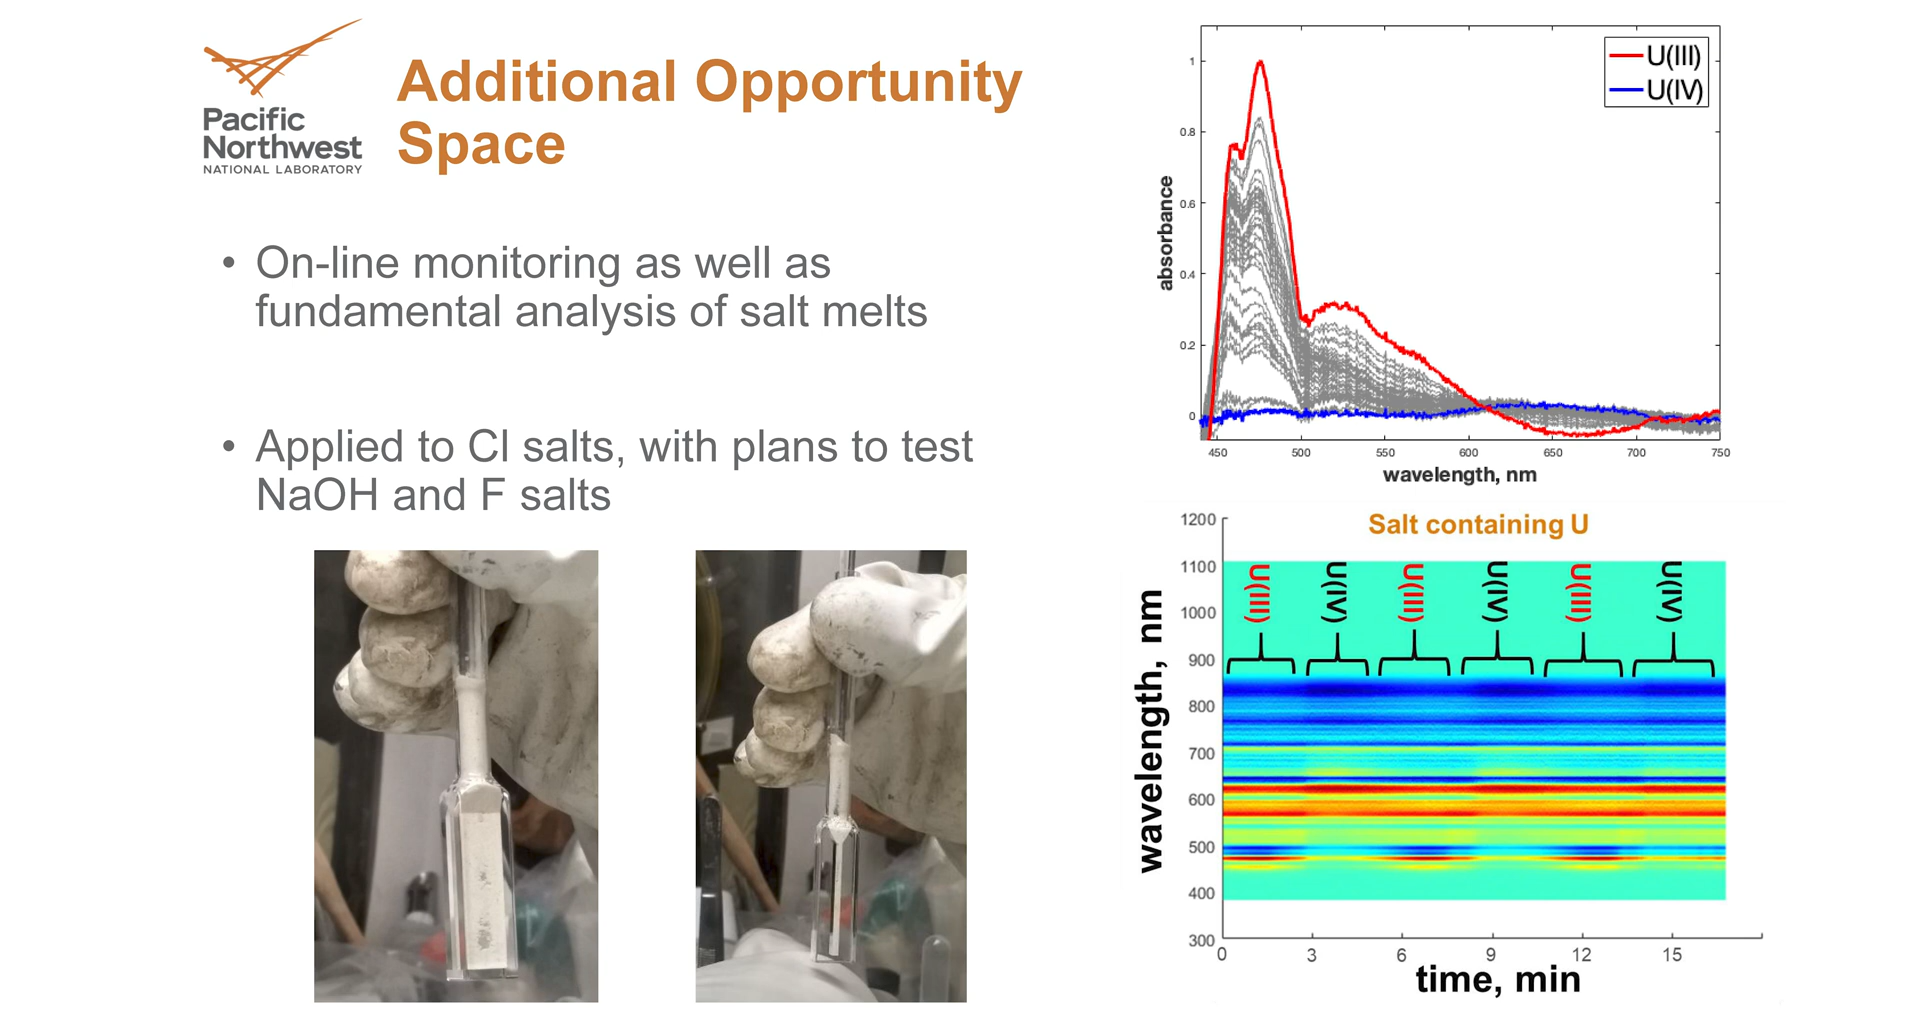 Pacific
Northwest
NATIONAL LABORATORY
Additional Opportunity
Space
• On-line monitoring as well as
fundamental analysis of salt melts
• Applied to Cl salts, with plans to test
NaOH and F salts
U(III)
U(IV)
absorbance
1
0.8
0.6
0.4
0.2
0
450 500 550 600 650 700 750
wavelength, nm
Salt containing U
wavelength, nm
1200
1100
1000
900
800
700
600
500
400
300
U(III) U(IV) U(III) U(IV) U(III) U(IV)
0 3 6 9 12 15
time, min